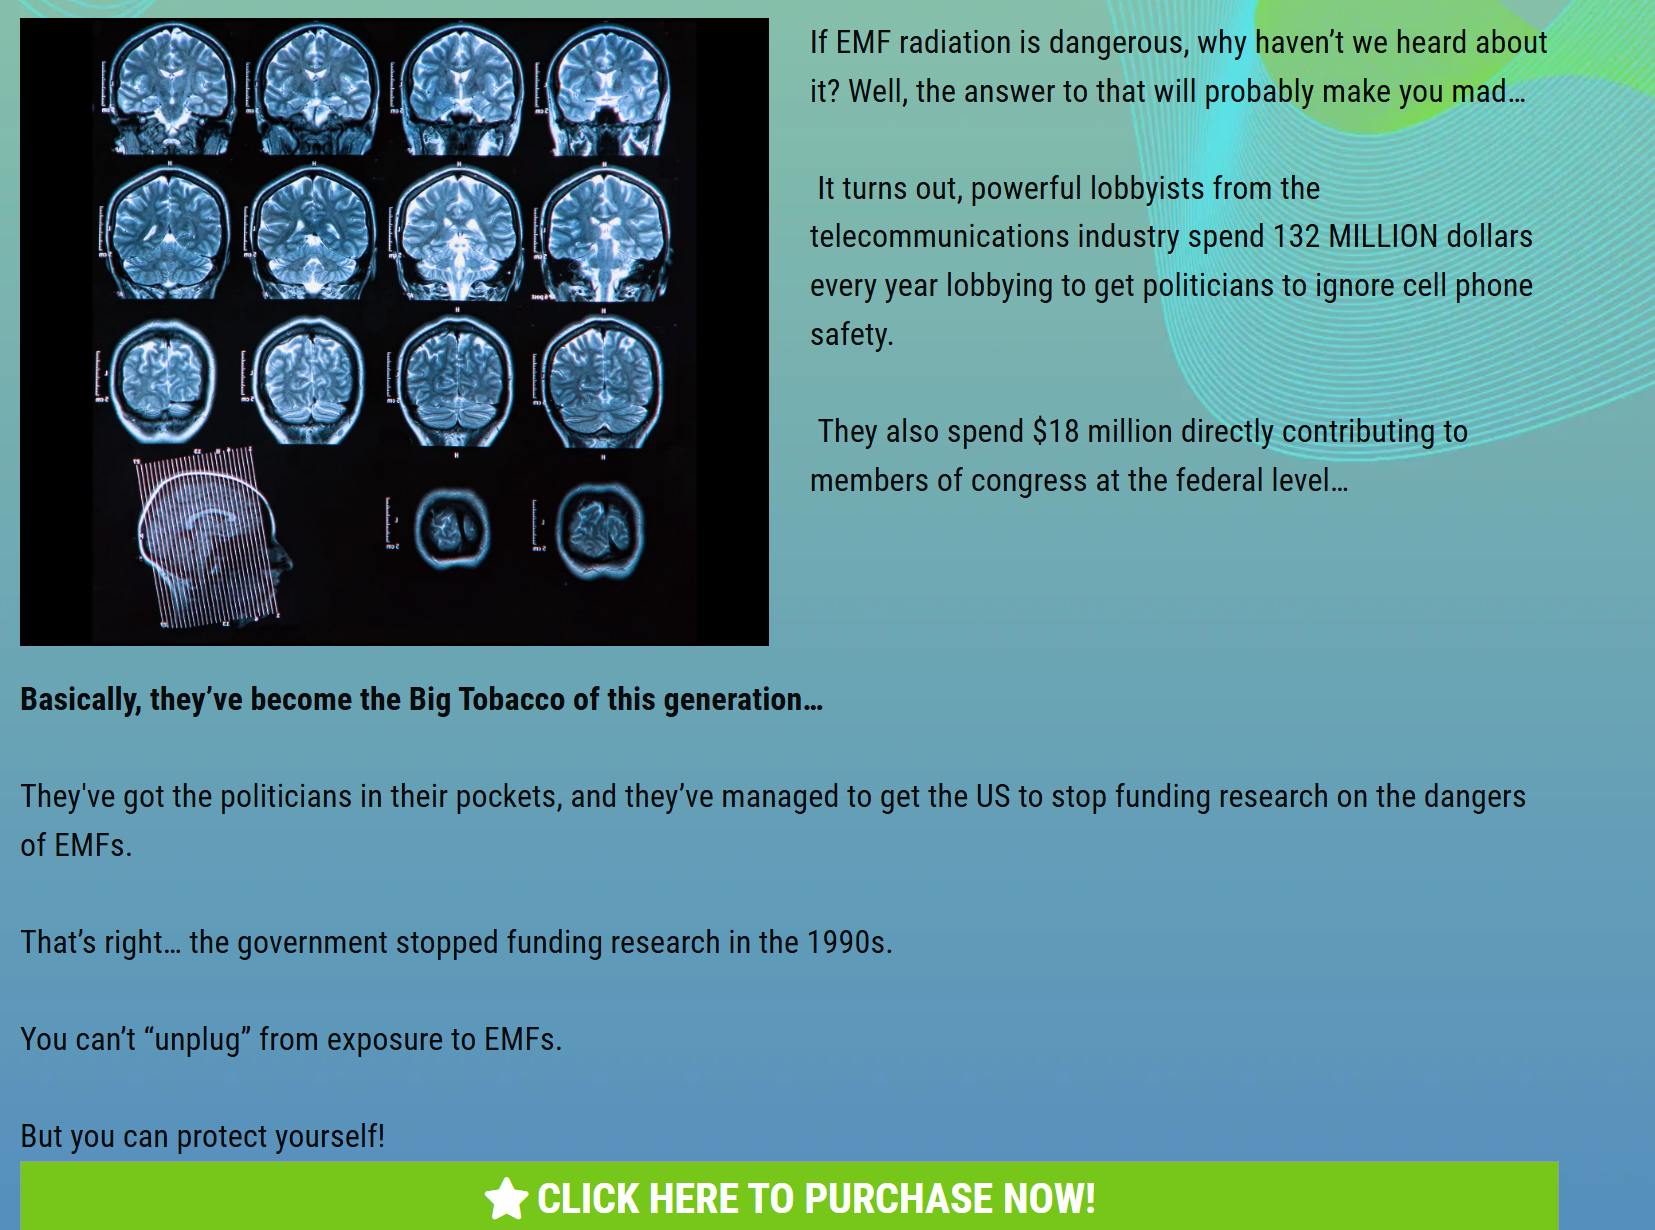 If EMF radiation is dangerous, why haven’t we heard about
it? Well, the answer to that will probably make you mad…
It turns out, powerful lobbyists from the
telecommunications industry spend 132 MILLION dollars
every year lobbying to get politicians to ignore cell phone
safety.
They also spend $18 million directly contributing to
members of congress at the federal level…
Basically, they’ve become the Big Tobacco of this generation…
They've got the politicians in their pockets, and they’ve managed to get the US to stop funding research on the dangers
of EMFs.
That’s right… the government stopped funding research in the 1990s.
You can’t “unplug” from exposure to EMFs.
But you can protect yourself!
CLICK HERE TO PURCHASE NOW!